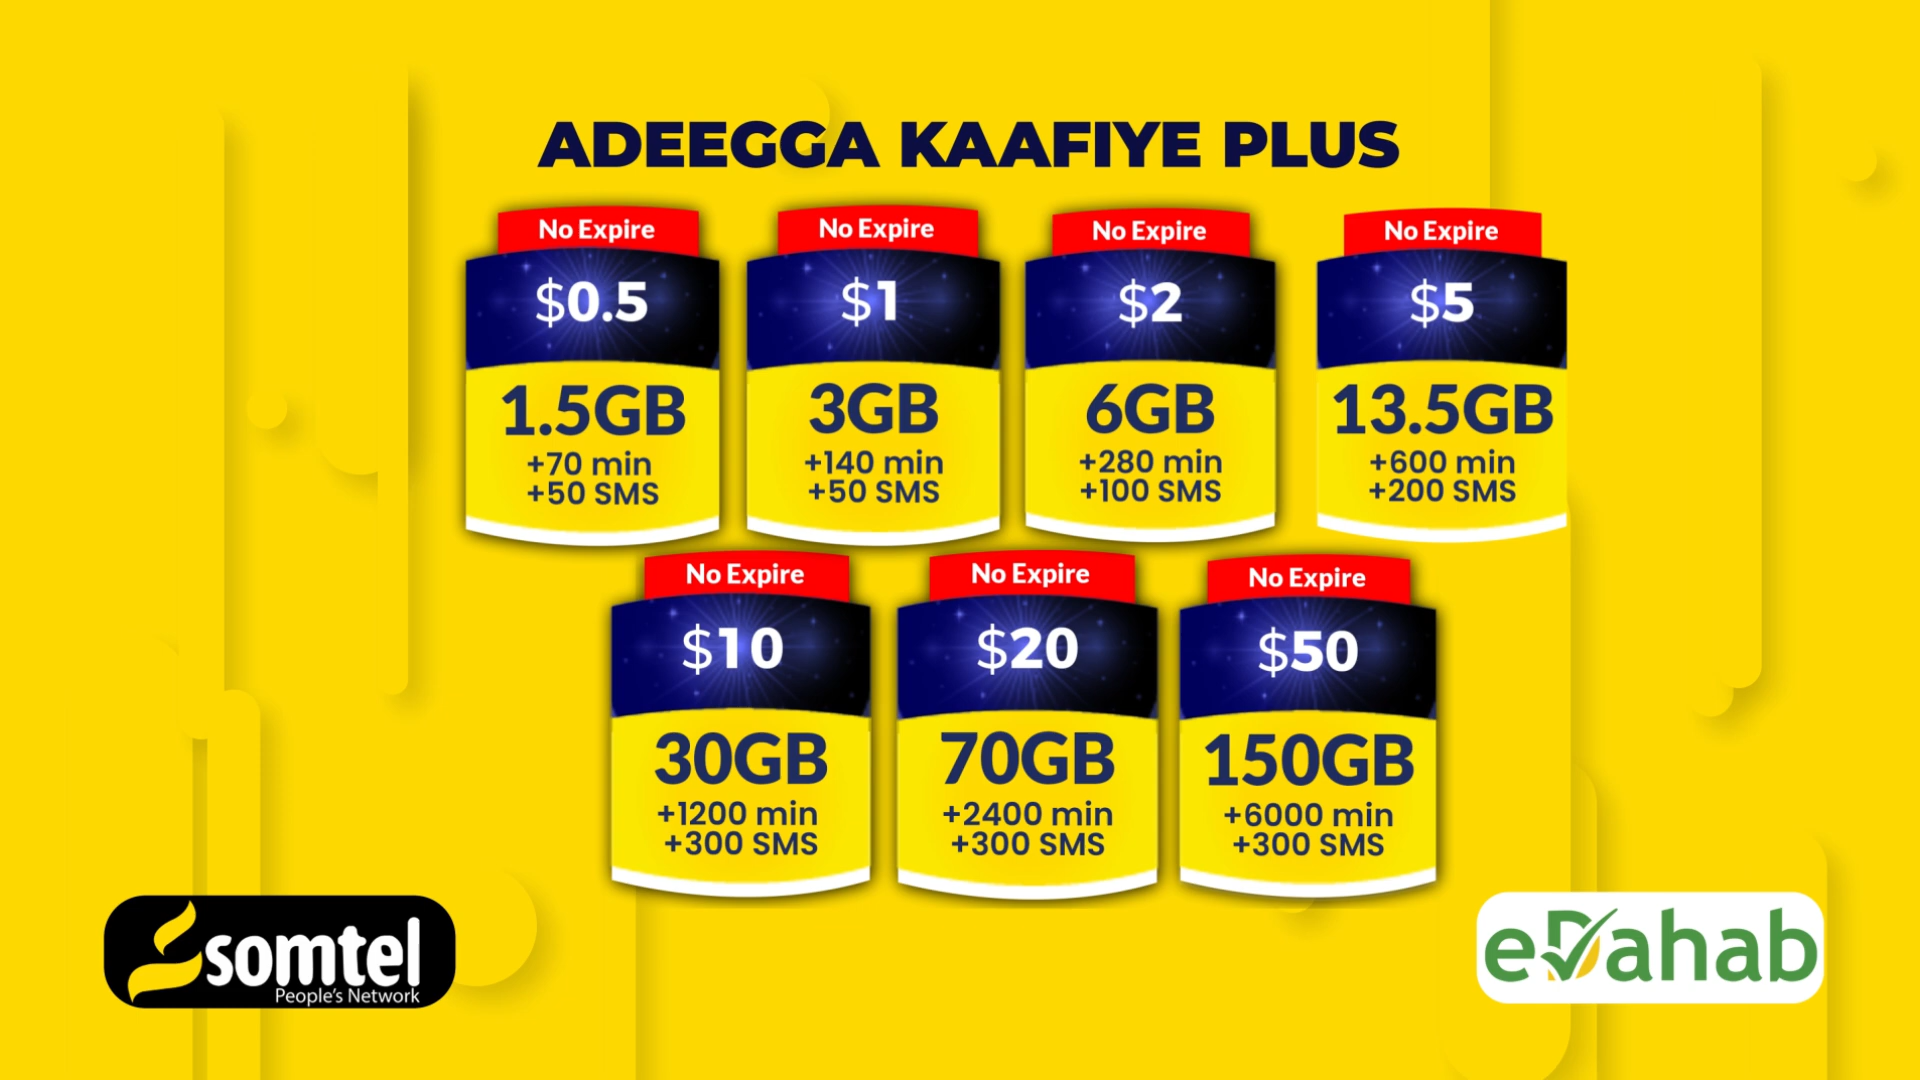 ADEEGGA KAAFIYE PLUS
No Expire
$0.5
1.5GB
+70 min
+50 SMS
No Expire
$1
3GB
+140 min
+50 SMS
No Expire
$2
6GB
+280 min
+100 SMS
No Expire
$5
13.5GB
+600 min
+200 SMS
No Expire
$10
30GB
+1200 min
+300 SMS
No Expire
$20
70GB
+2400 min
+300 SMS
No Expire
$50
150GB
+6000 min
+300 SMS
somtel
People's Network
eDahab